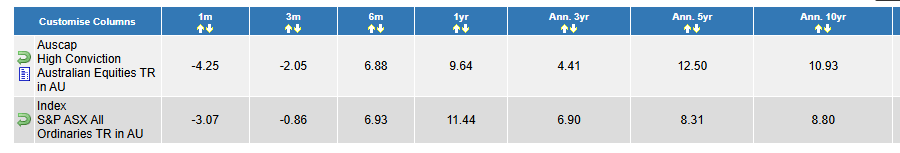 Customise Columns 1m 3m 6m 1yr Ann. 3yr Ann. 5yr Ann. 10yr
Auscap
High Conviction
Australian Equities TR
in AU
-4.25 -2.05 6.88 9.64 4.41 12.50 10.93
Index
S&P ASX All
Ordinaries TR in AU
-3.07 -0.86 6.93 11.44 6.90 8.31 8.80